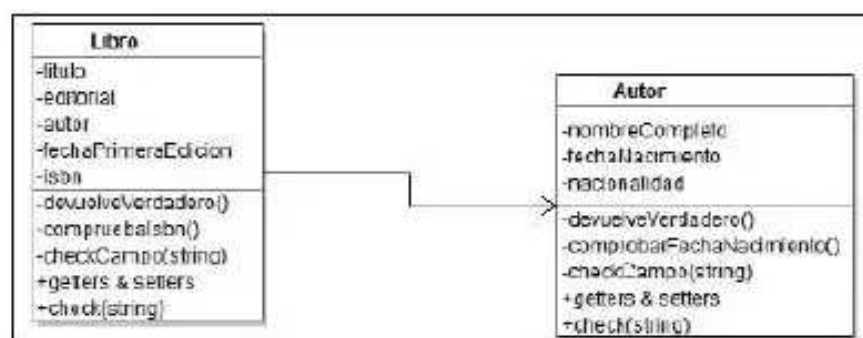 Libro
-titulo
-editorial
-autor
-fechaPrimeraEdicion
-isbn
-devuelveVerdadero()
-compruebaIsbn()
-checkCampo(string)
+getters & setters
+check(string)
Autor
-nombreCompleto
-fechaNacimiento
-nacionalidad
-devuelveVerdadero()
-comprobarFechaNacimiento()
-checkCampo(string)
+getters & setters
+check(string)